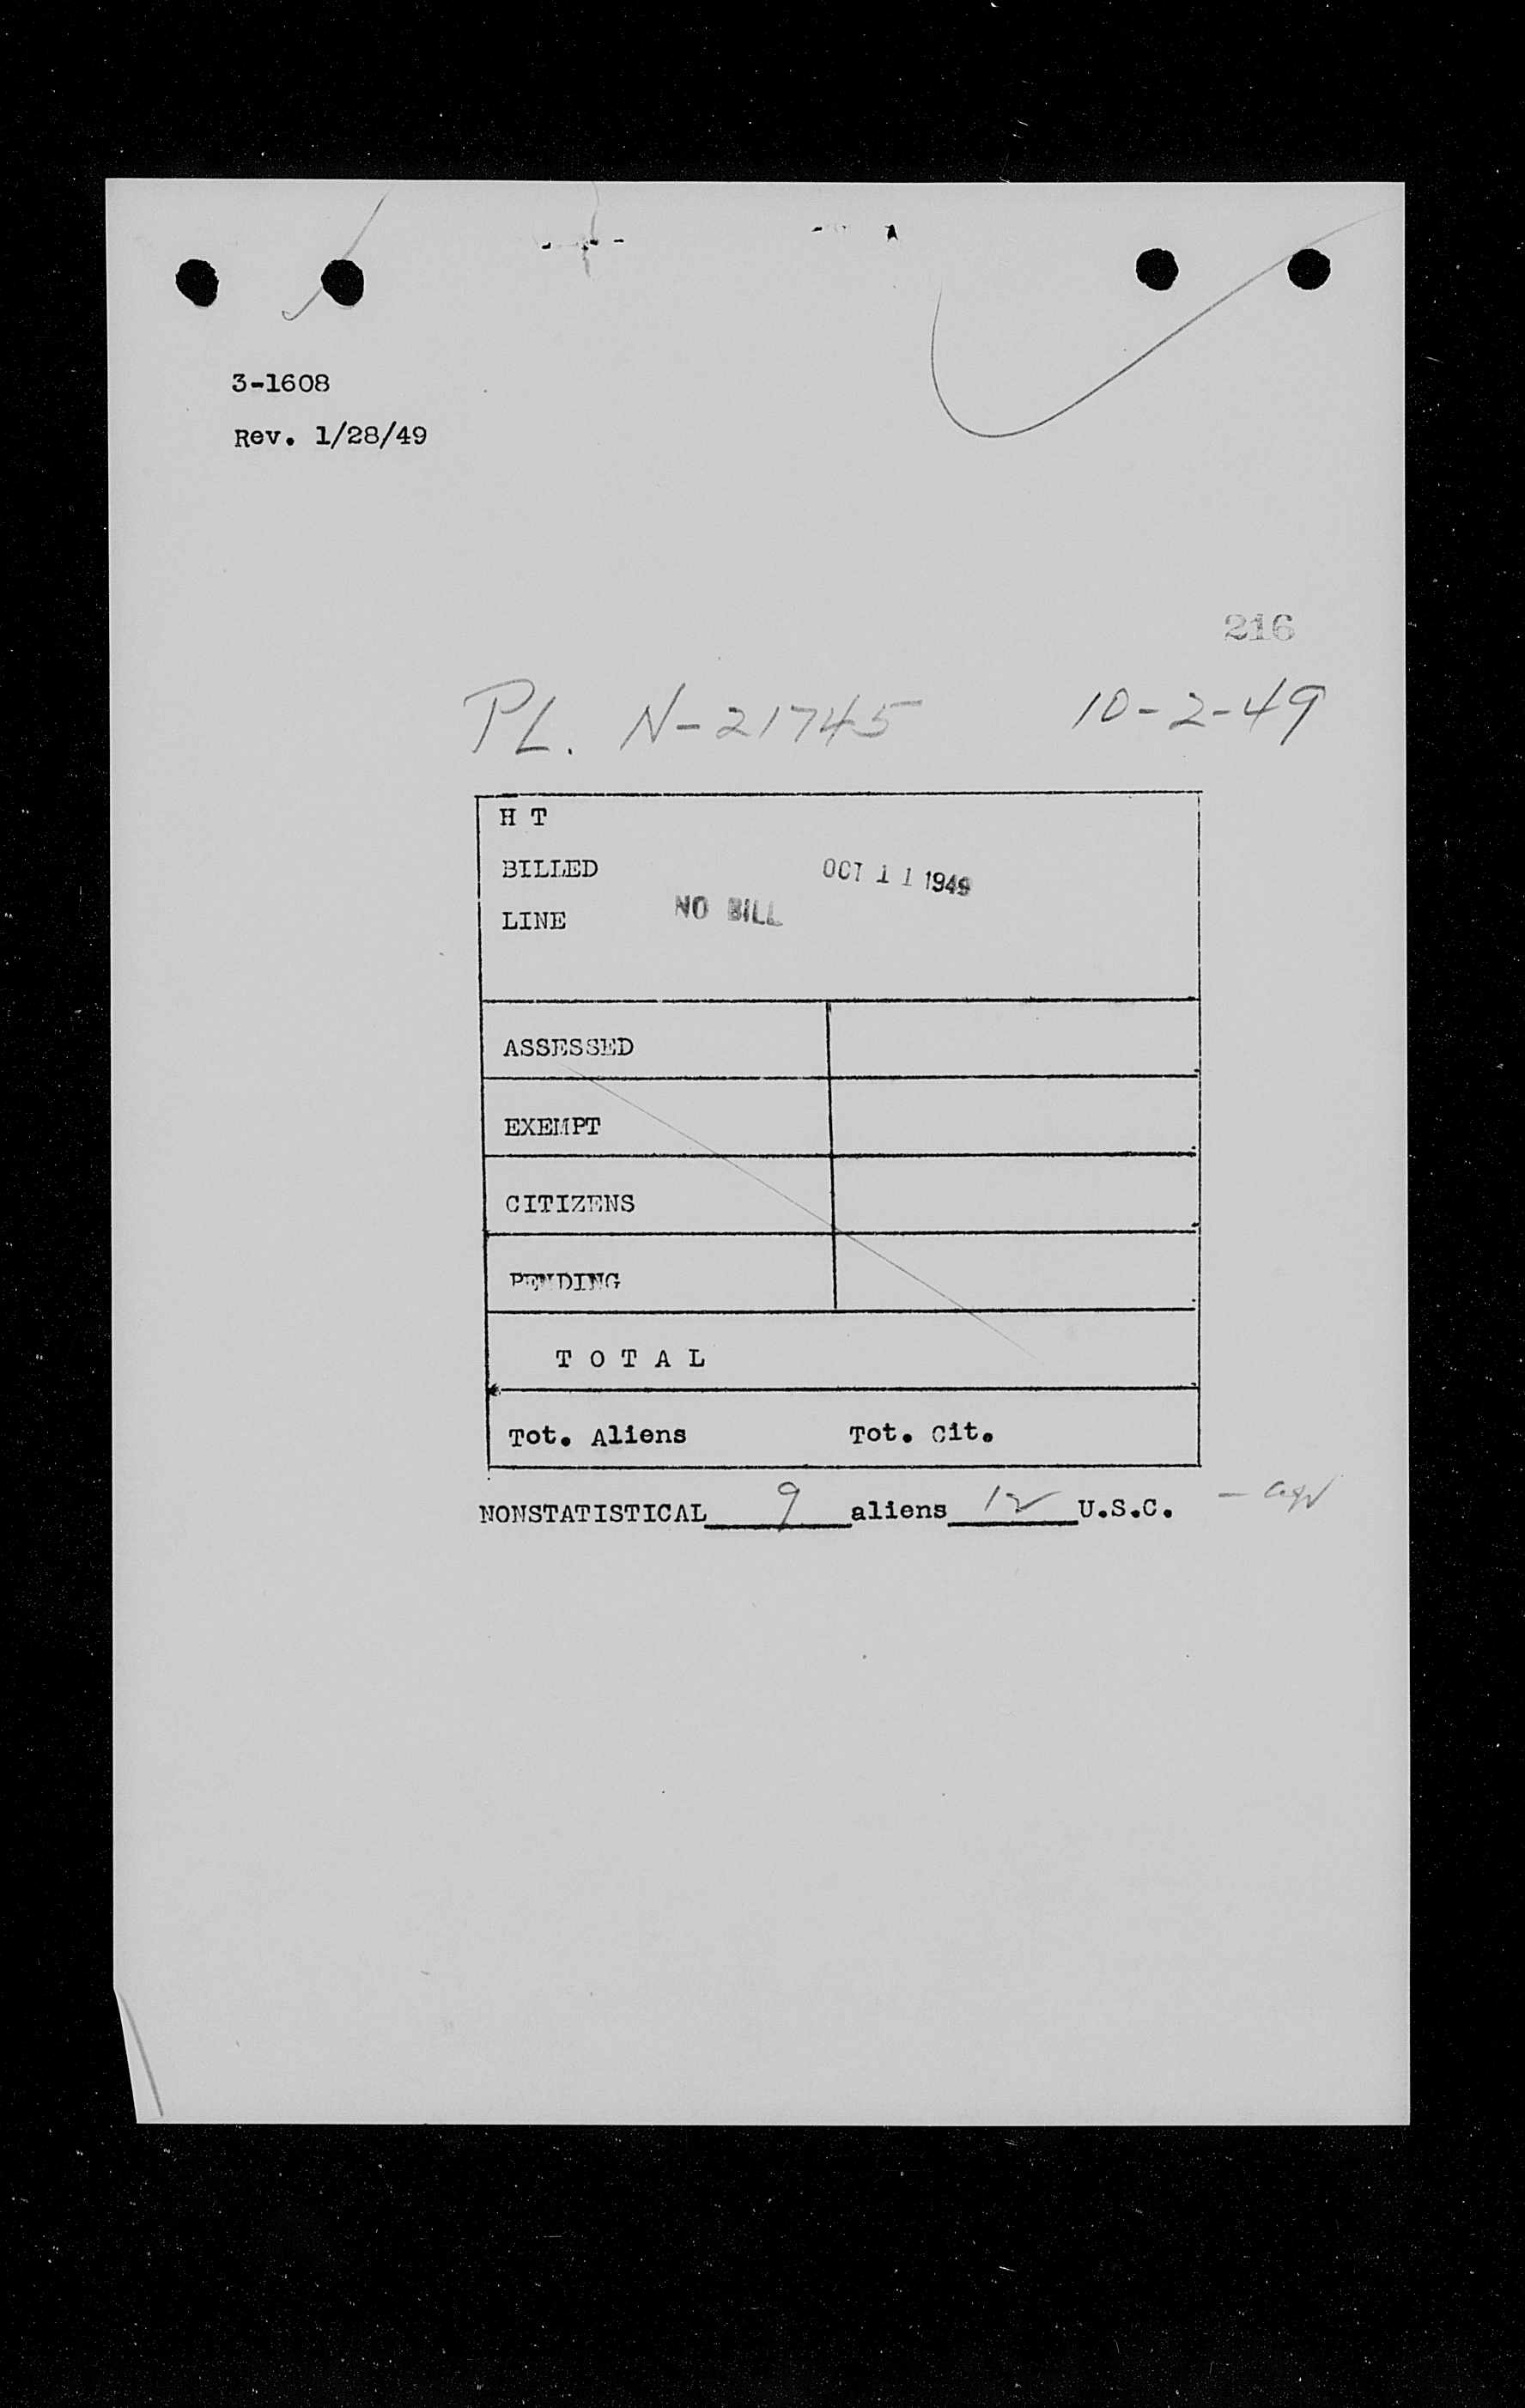 3-1608
Rev. 1/28/49
216
PL. N-21745 10-2-49
H T
BILLED OCT 11 1949
LINE NO BILL
ASSESSED
EXEMPT
CITIZENS
PENDING
T O T A L
Tot. Aliens Tot. Cit.
NONSTATISTICAL 9 aliens 12 U.S.C.